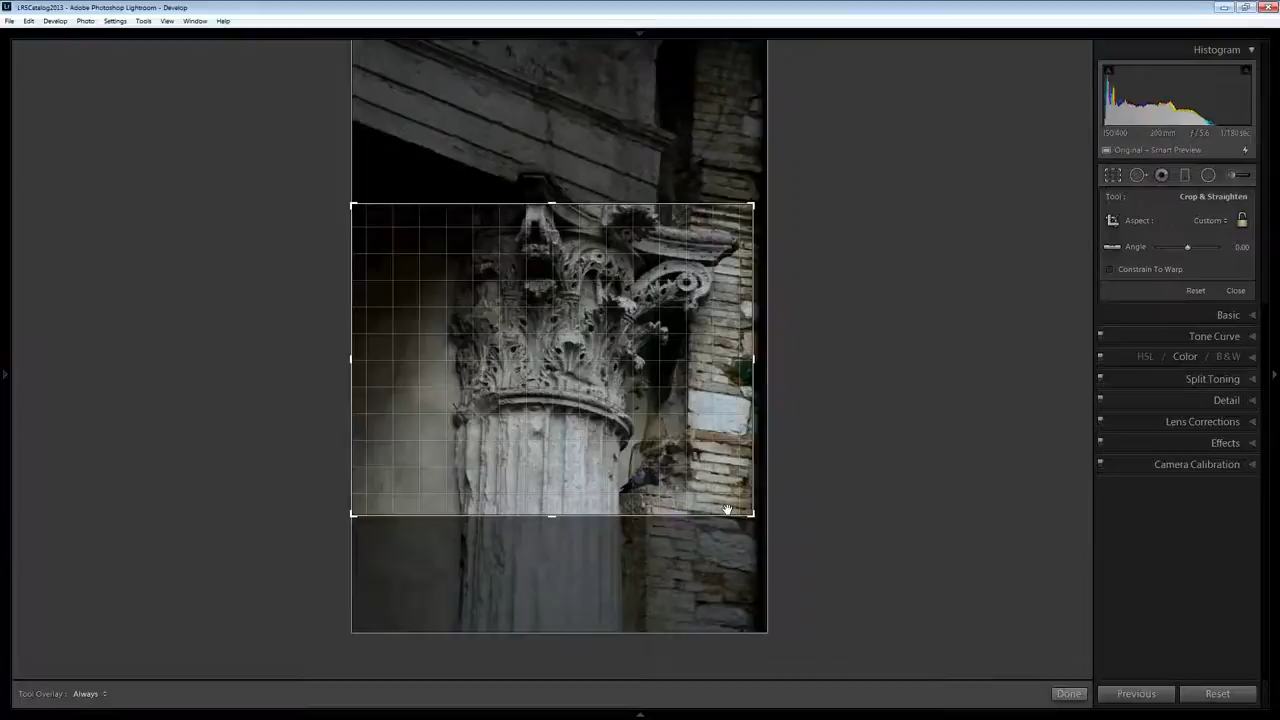 LRSCatalog2013 - Adobe Photoshop Lightroom - Develop
File Edit Develop Photo Settings Tools View Window Help
Histogram
ISO 400 200 mm ƒ / 5.6 1/180 sec
Original + Smart Preview
Tool : Crop & Straighten
Aspect : Custom
Angle 0.00
Constrain To Warp
Reset Close
Basic
Tone Curve
HSL / Color / B & W
Split Toning
Detail
Lens Corrections
Effects
Camera Calibration
Tool Overlay : Always Done Previous Reset